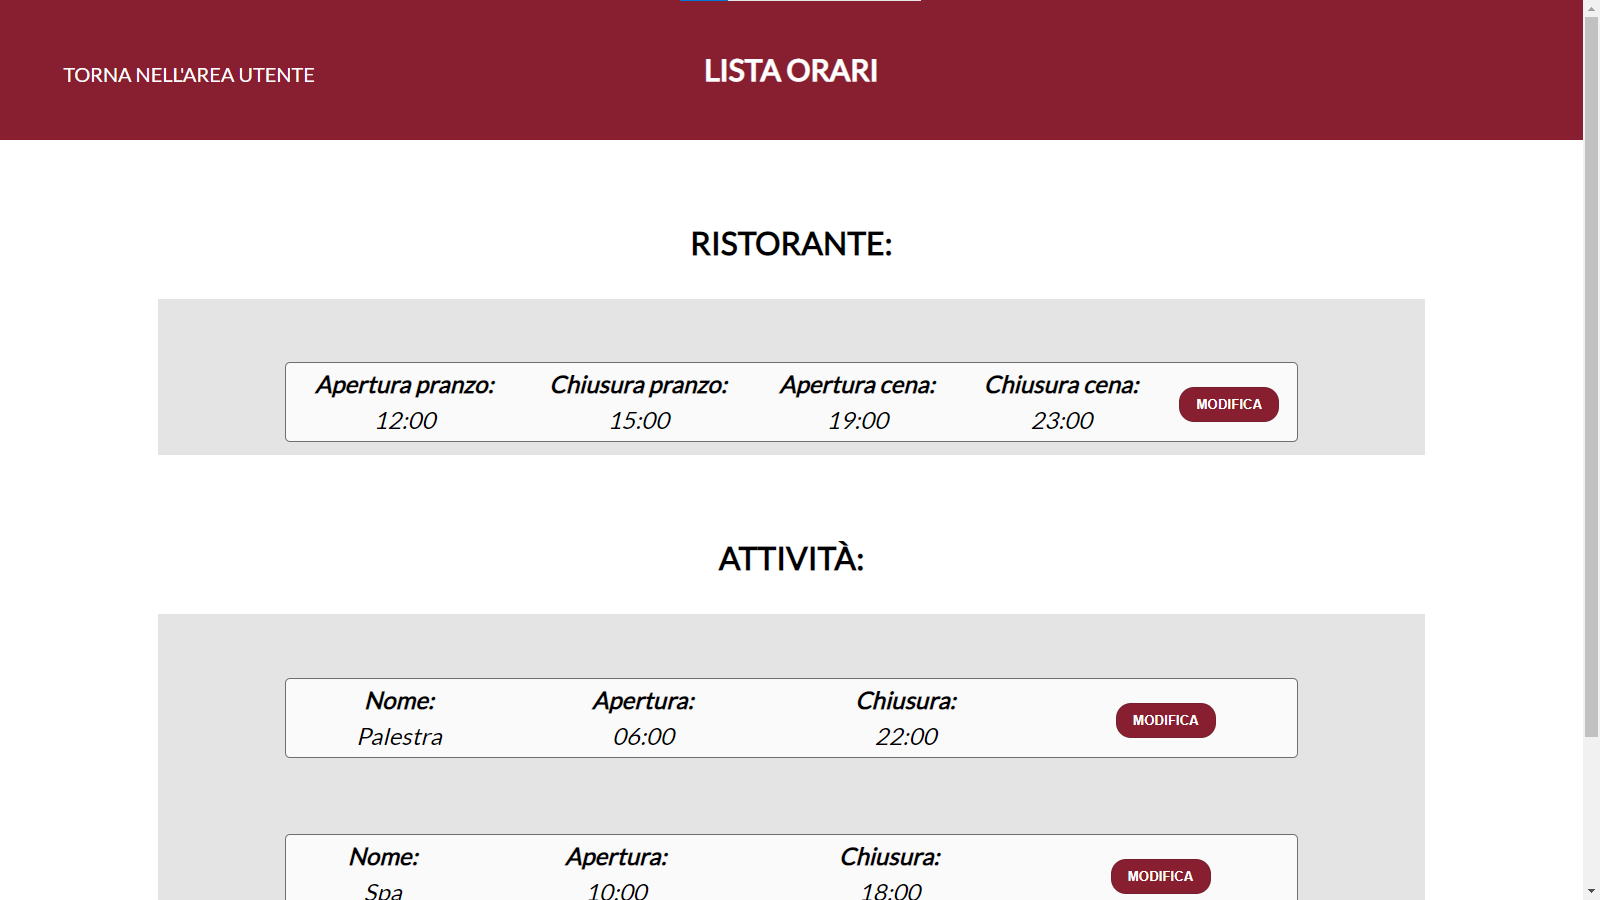 TORNA NELL'AREA UTENTE
LISTA ORARI
RISTORANTE:
Apertura pranzo: Chiusura pranzo: Apertura cena: Chiusura cena:
12:00 15:00 19:00 23:00
MODIFICA
ATTIVITÀ:
Nome: Apertura: Chiusura:
Palestra 06:00 22:00
MODIFICA
Nome: Apertura: Chiusura:
Spa 10:00 18:00
MODIFICA